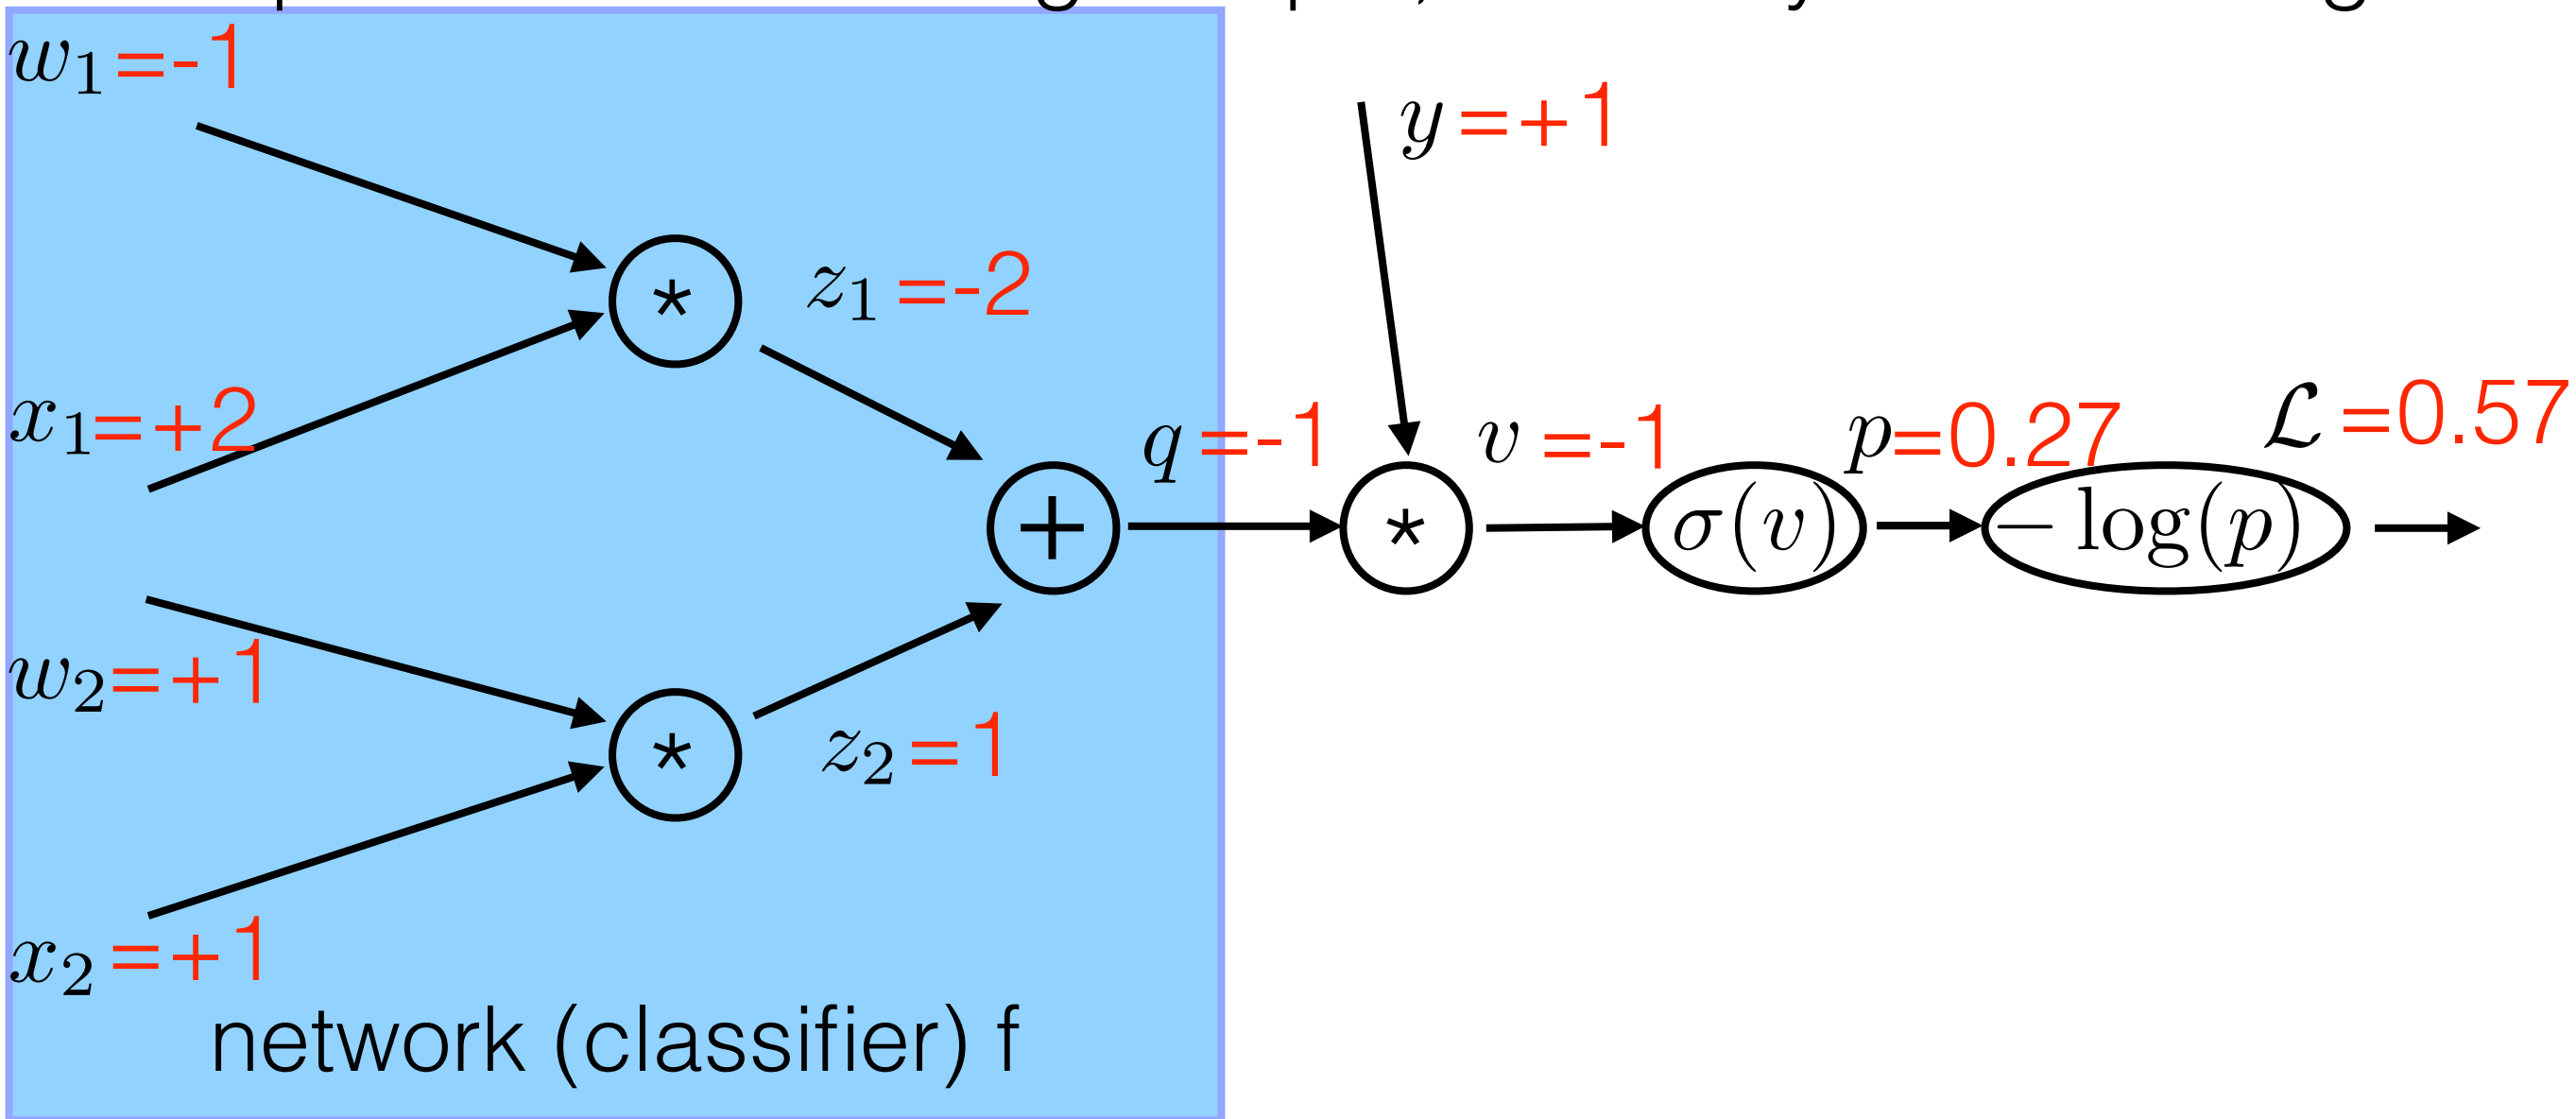 w₁=-1
y=+1
*
z₁=-2
x₁=+2
q=-1
v=-1
p=0.27
ℒ=0.57
+
*
σ(v)
− log(p)
w₂=+1
*
z₂=1
x₂=+1
network (classifier) f